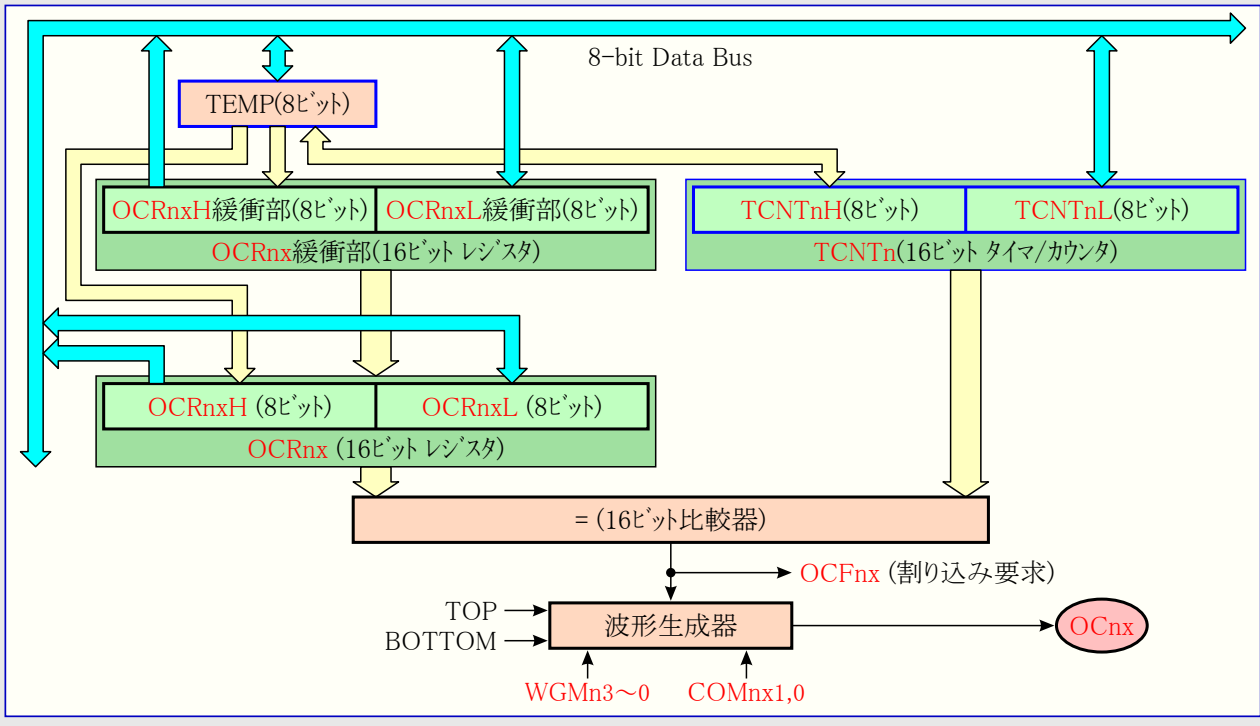 8-bit Data Bus
TEMP(8ビット)
OCRnxH緩衝部(8ビット) OCRnxL緩衝部(8ビット)
OCRnx緩衝部(16ビット レジスタ)
TCNTnH(8ビット) TCNTnL(8ビット)
TCNTn(16ビット タイマ/カウンタ)
OCRnxH (8ビット) OCRnxL (8ビット)
OCRnx (16ビット レジスタ)
= (16ビット比較器)
OCFnx (割り込み要求)
TOP
BOTTOM
波形生成器
OCnx
WGMn3～0 COMnx1,0